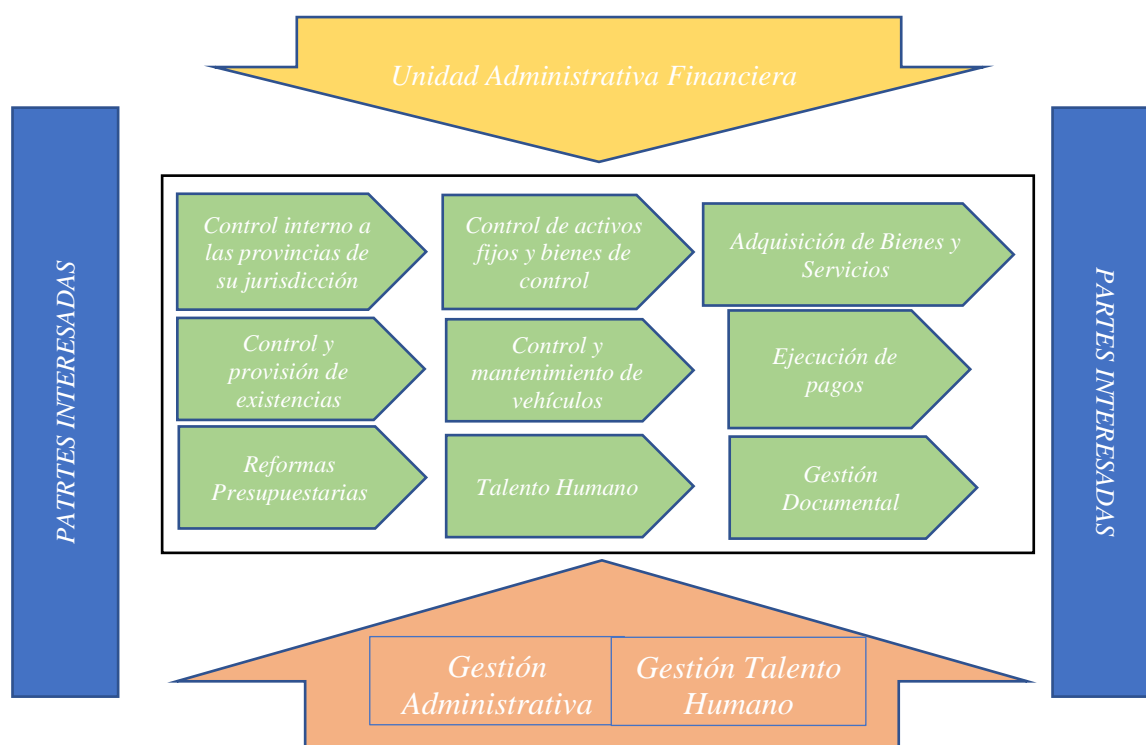 Unidad Administrativa Financiera
PATRTES INTERESADAS
Control interno a
las provincias de
su jurisdicción
Control de activos
fijos y bienes de
control
Adquisición de Bienes y
Servicios
Control y
provisión de
existencias
Control y
mantenimiento de
vehículos
Ejecución de
pagos
Reformas
Presupuestarias
Talento Humano
Gestión
Documental
PARTES INTERESADAS
Gestión
Administrativa
Gestión Talento
Humano